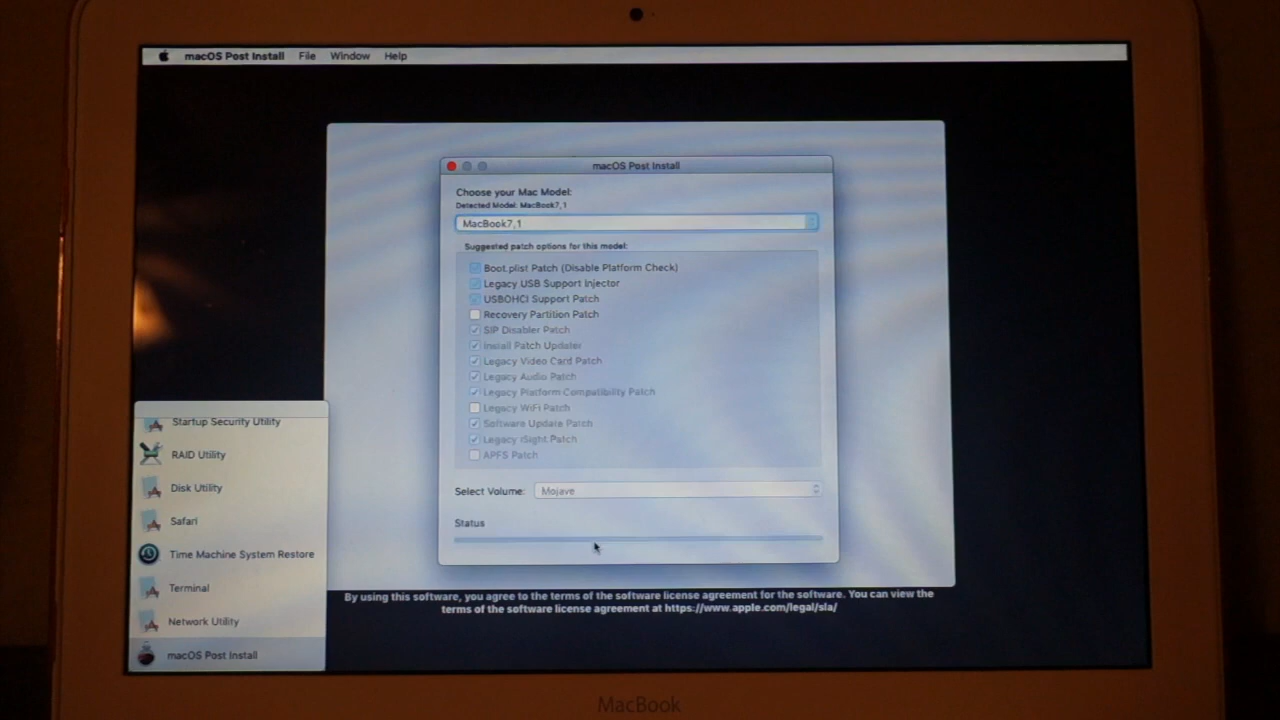 macOS Post Install File Window Help
macOS Post Install
Choose your Mac Model:
Detected Model: MacBook7,1
MacBook7,1
Suggested patch options for this model:
Boot.plist Patch (Disable Platform Check)
Legacy USB Support Injector
USBOHCI Support Patch
Recovery Partition Patch
SIP Disabler Patch
Install Patch Updater
Legacy Video Card Patch
Legacy Audio Patch
Legacy Platform Compatibility Patch
Legacy WiFi Patch
Software Update Patch
Legacy iSight Patch
APFS Patch
Select Volume: Mojave
Status
Startup Security Utility
RAID Utility
Disk Utility
Safari
Time Machine System Restore
Terminal
Network Utility
macOS Post Install
By using this software, you agree to the terms of the software license agreement for the software. You can view the
terms of the software license agreement at https://www.apple.com/legal/sla/
MacBook